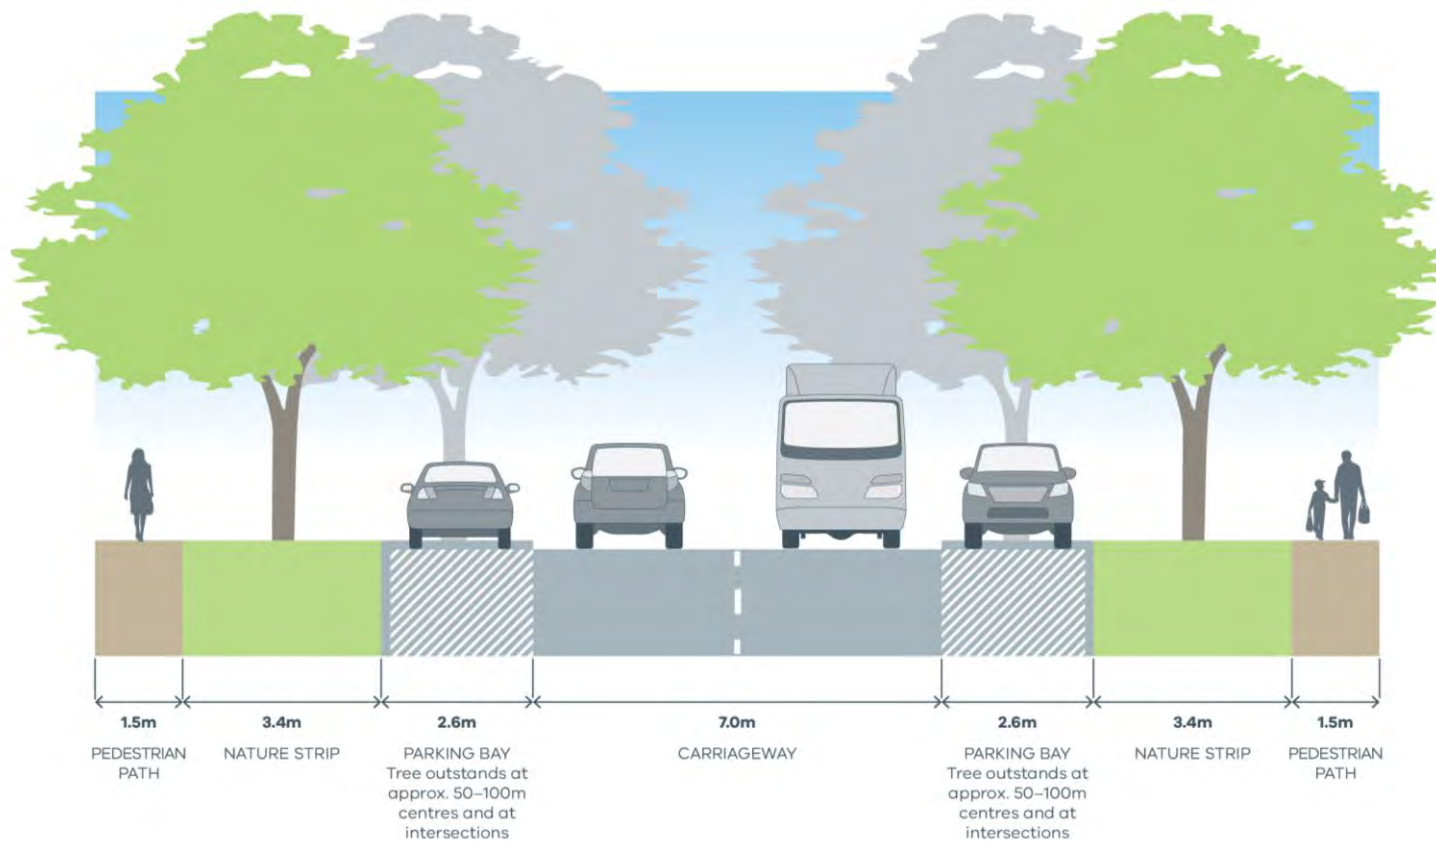 1.5m
3.4m
2.6m
7.0m
2.6m
3.4m
1.5m
PEDESTRIAN
PATH
NATURE STRIP
PARKING BAY
Tree outstands at
approx. 50–100m
centres and at
intersections
CARRIAGEWAY
PARKING BAY
Tree outstands at
approx. 50–100m
centres and at
intersections
NATURE STRIP
PEDESTRIAN
PATH